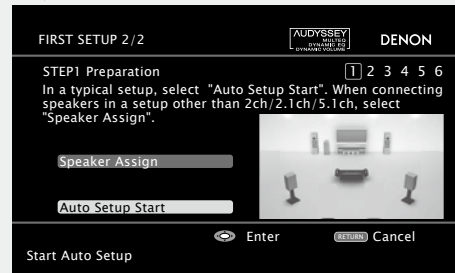 FIRST SETUP 2/2
AUDYSSEY
MULTEQ
DYNAMIC EQ
DYNAMIC VOLUME
DENON
STEP1 Preparation
1 2 3 4 5 6
In a typical setup, select "Auto Setup Start". When connecting
speakers in a setup other than 2ch/2.1ch/5.1ch, select
"Speaker Assign".
Speaker Assign
Auto Setup Start
Enter
RETURN Cancel
Start Auto Setup